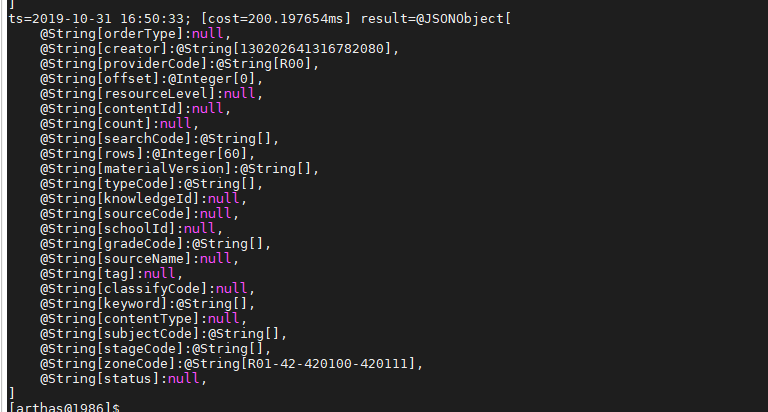 ]
ts=2019-10-31 16:50:33; [cost=200.197654ms] result=@JSONObject[
    @String[orderType]:null,
    @String[creator]:@String[130202641316782080],
    @String[providerCode]:@String[R00],
    @String[offset]:@Integer[0],
    @String[resourceLevel]:null,
    @String[contentId]:null,
    @String[count]:null,
    @String[searchCode]:@String[],
    @String[rows]:@Integer[60],
    @String[materialVersion]:@String[],
    @String[typeCode]:@String[],
    @String[knowledgeId]:null,
    @String[sourceCode]:null,
    @String[schoolId]:null,
    @String[gradeCode]:@String[],
    @String[sourceName]:null,
    @String[tag]:null,
    @String[classifyCode]:null,
    @String[keyword]:@String[],
    @String[contentType]:null,
    @String[subjectCode]:@String[],
    @String[stageCode]:@String[],
    @String[zoneCode]:@String[R01-42-420100-420111],
    @String[status]:null,
]
[arthas@1986]$